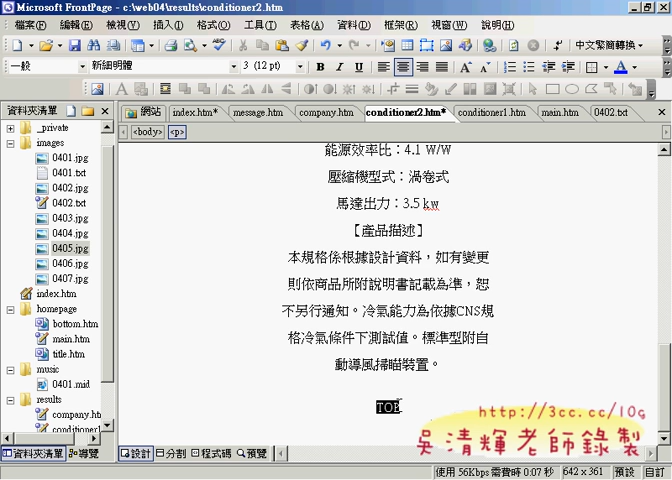 Microsoft FrontPage - c:\web04\results\conditioner2.htm
檔案(F) 編輯(E) 檢視(V) 插入(I) 格式(O) 工具(T) 表格(A) 資料(D) 框架(R) 視窗(W) 說明(H)
中文繁簡轉換
一般 新細明體 3 (12 pt) B I U
資料夾清單 網站 index.htm* message.htm company.htm conditioner2.htm* conditioner1.htm main.htm 0402.txt
<body> <p>
_private
images
0401.jpg
0401.txt
0402.jpg
0402.txt
0403.jpg
0404.jpg
0405.jpg
0406.jpg
0407.jpg
index.htm
homepage
bottom.htm
main.htm
title.htm
music
0401.mid
results
company.ht
conditioner1
能源效率比：4.1 W/W
壓縮機型式：渦卷式
馬達出力：3.5 kw
【產品描述】
本規格係根據設計資料，如有變更
則依商品所附說明書記載為準，恕
不另行通知。冷氣能力為依據CNS規
格冷氣條件下測試值。標準型附自
動導風掃瞄裝置。
TOP
http://3cc.cc/10g
吳清輝老師錄製
資料夾清單 導覽 設計 分割 程式碼 預覽
使用 56Kbps 需費時 0:07 秒 642 x 361 預設 自訂